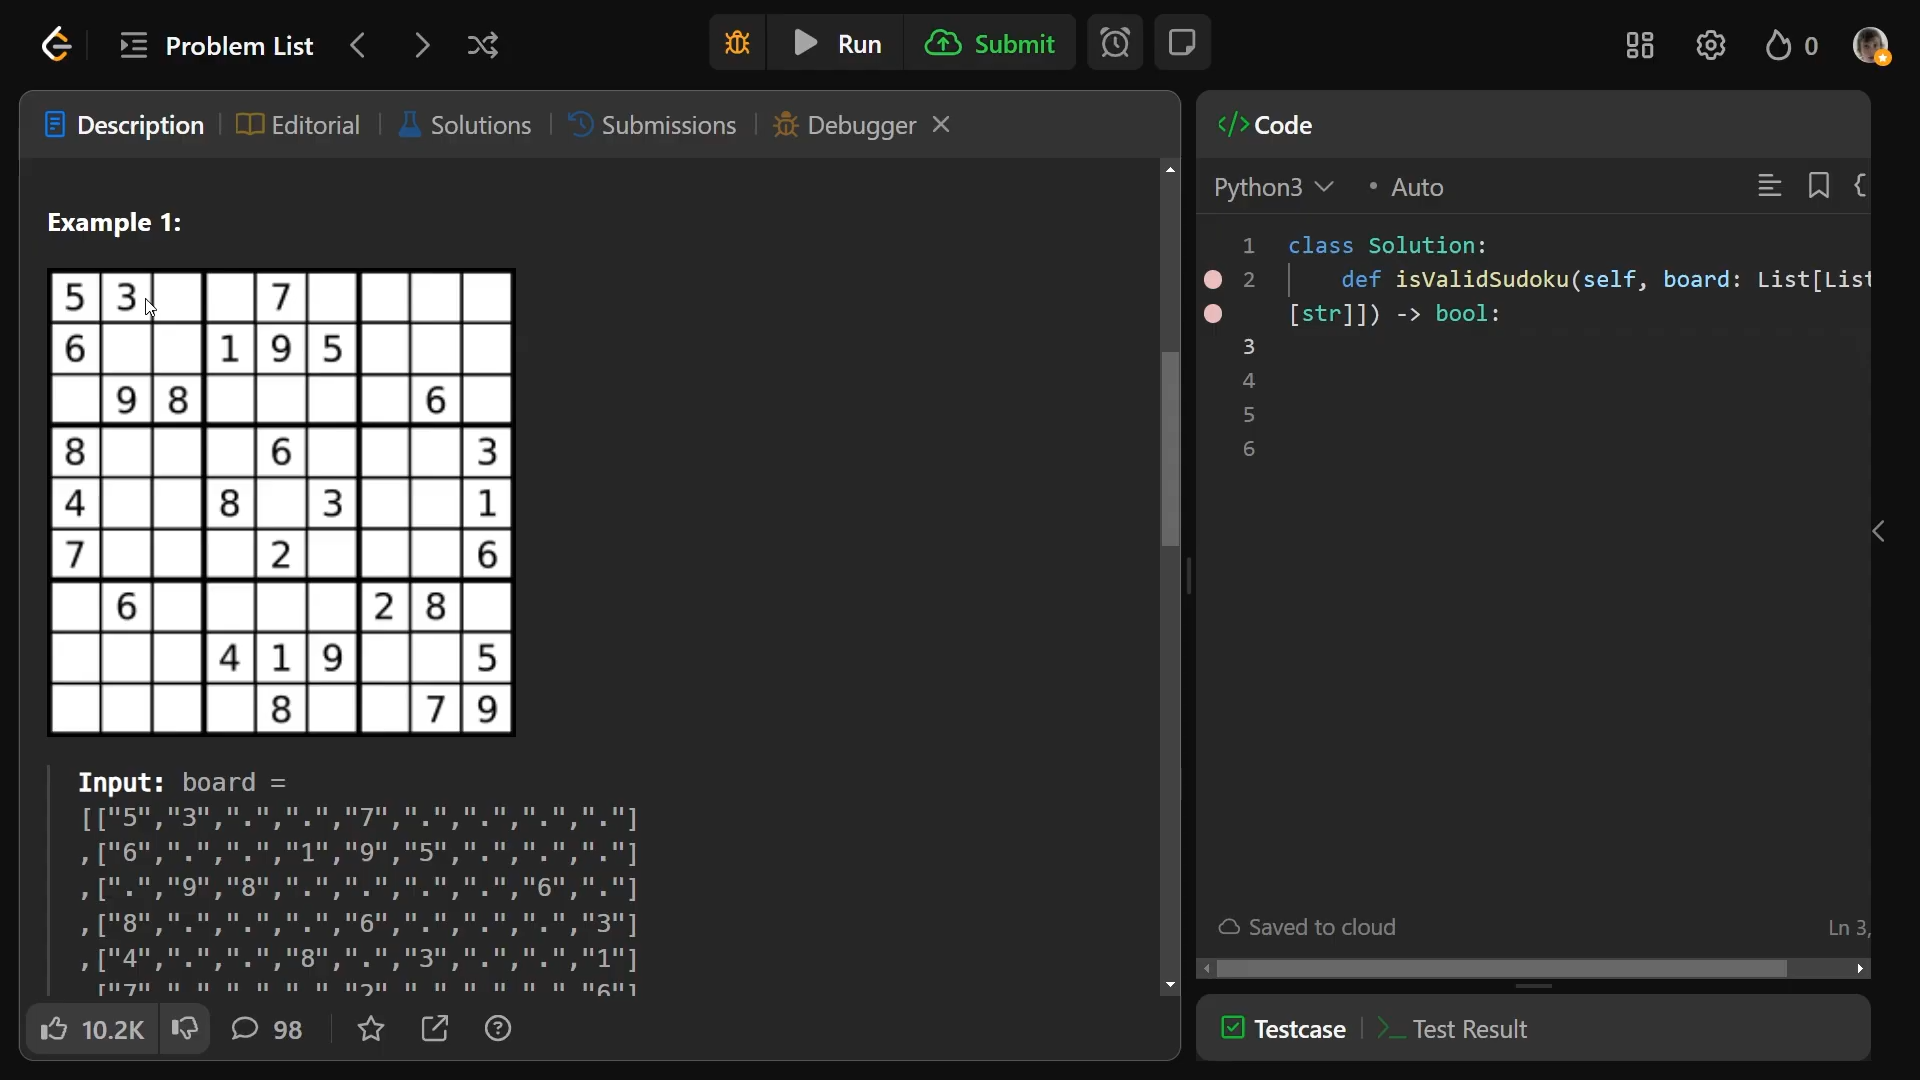 Problem List
Run
Submit
0
Description
Editorial
Solutions
Submissions
Debugger
Example 1:
5 3 7
6 1 9 5
9 8 6
8 6 3
4 8 3 1
7 2 6
6 2 8
4 1 9 5
8 7 9
Input: board =
[["5","3",".",".","7",".",".",".","."]
,["6",".",".","1","9","5",".",".","."]
,[".","9","8",".",".",".",".","6","."]
,["8",".",".",".","6",".",".",".","3"]
,["4",".",".","8",".","3",".",".","1"]
,["7",".",".",".","2",".",".",".","6"]
10.2K
98
</> Code
Python3
• Auto
1 class Solution:
2 def isValidSudoku(self, board: List[List
[str]]) -> bool:
3
4
5
6
Saved to cloud
Ln 3,
Testcase
Test Result